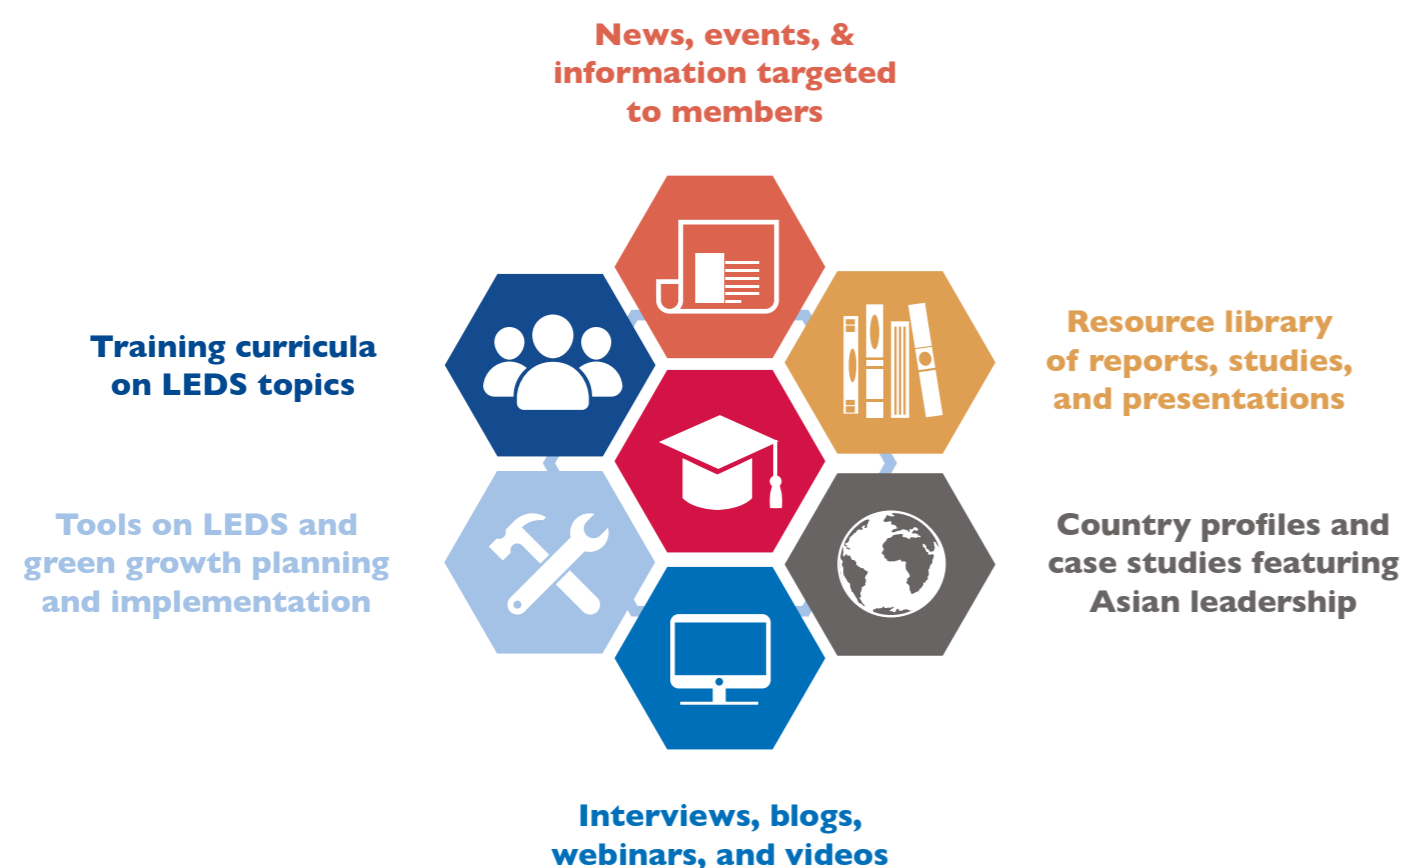 News, events, &
information targeted
to members
Training curricula
on LEDS topics
Resource library
of reports, studies,
and presentations
Tools on LEDS and
green growth planning
and implementation
Country profiles and
case studies featuring
Asian leadership
Interviews, blogs,
webinars, and videos